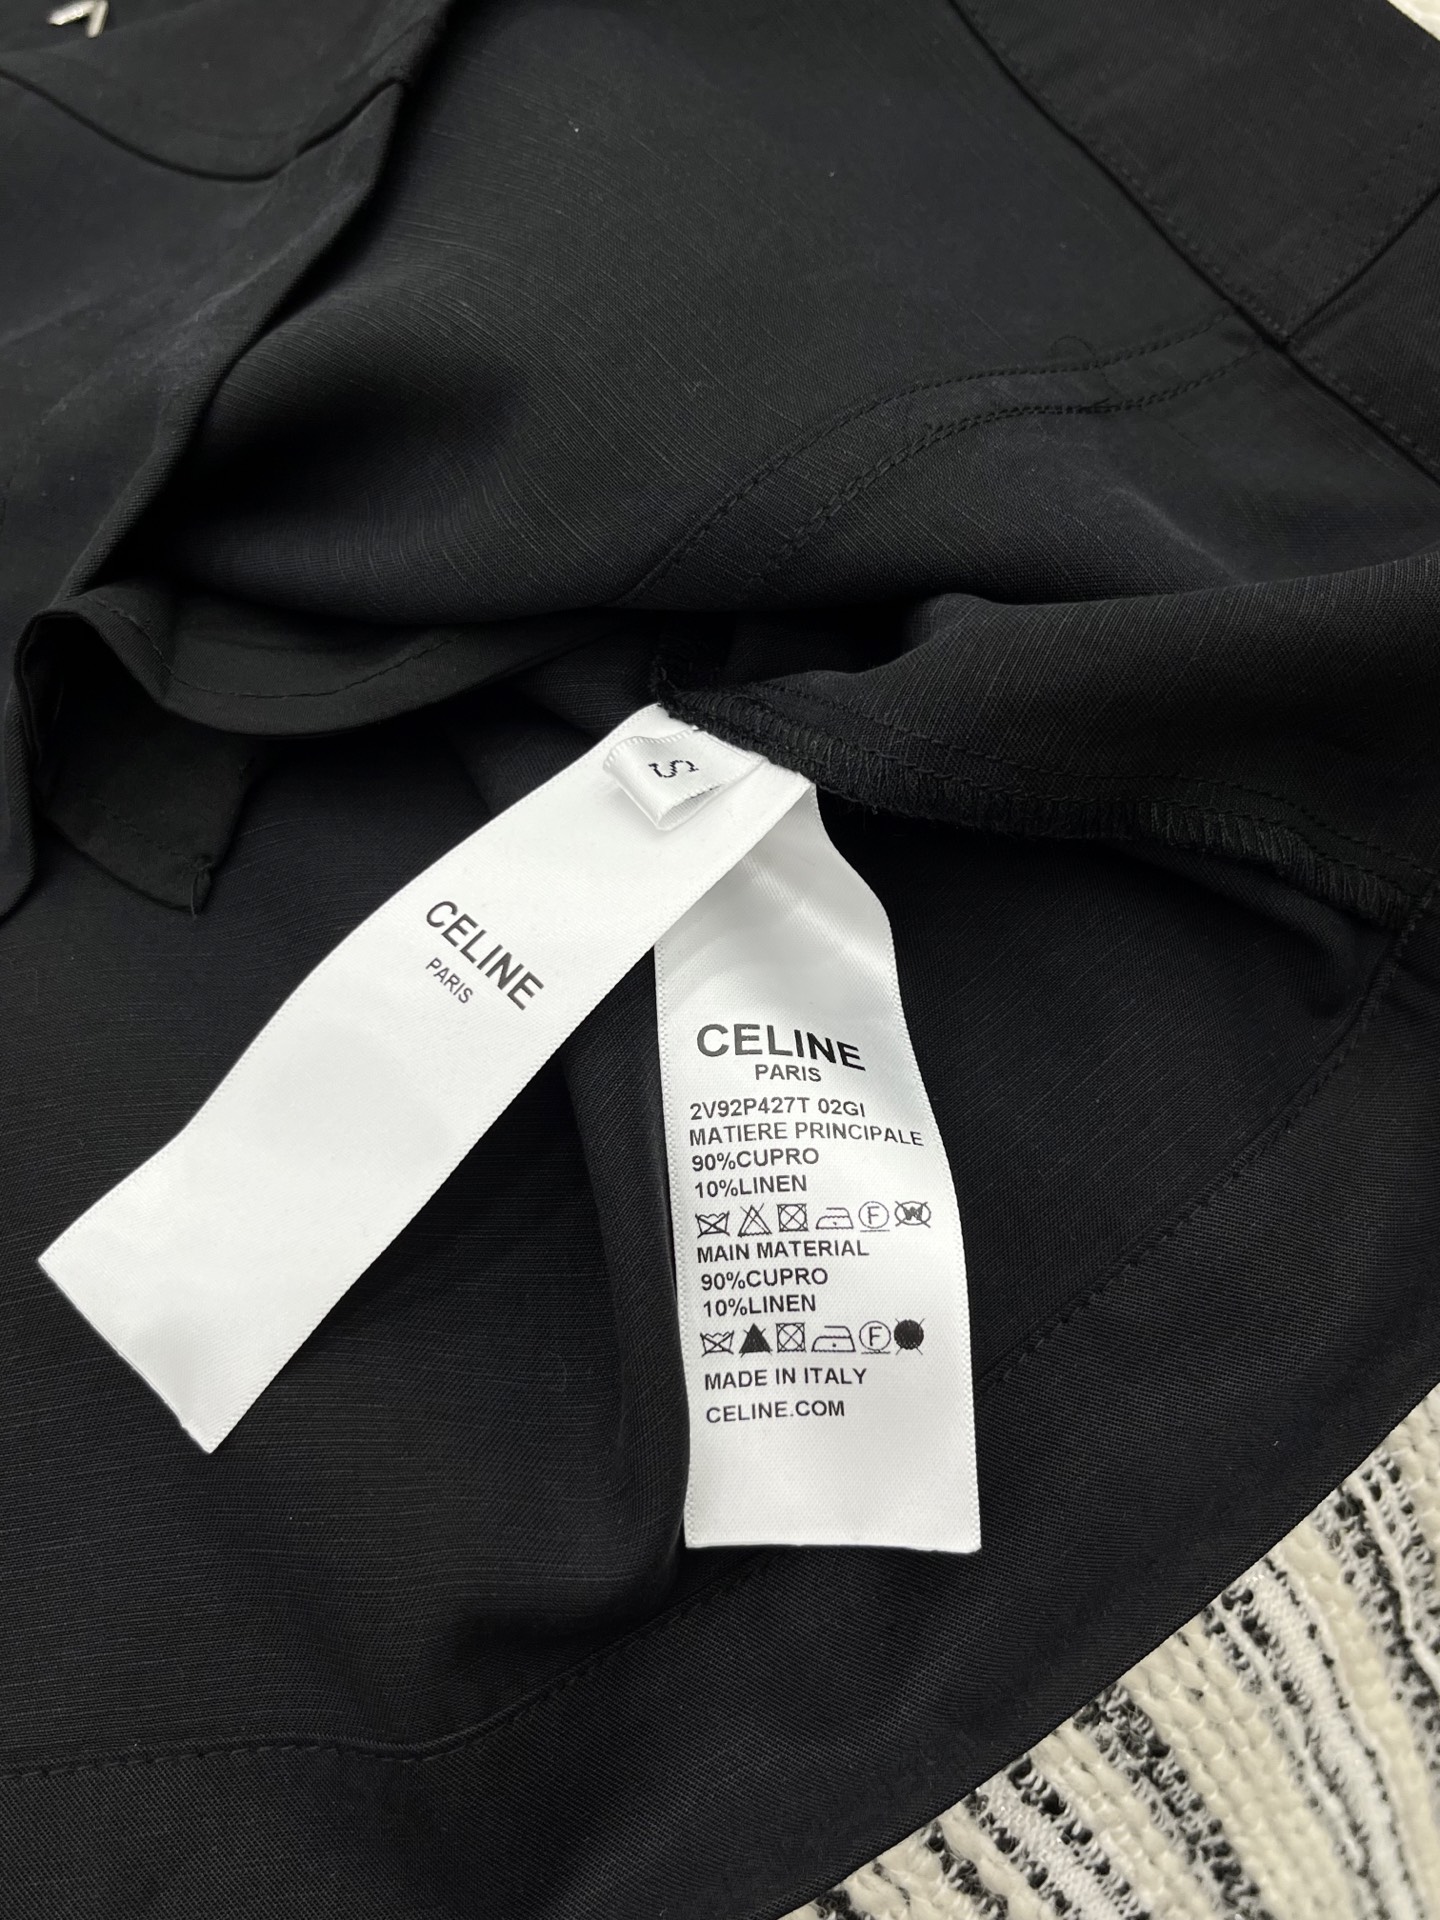 S
CELINE
PARIS
CELINE
PARIS
2V92P427T 02GI
MATIERE PRINCIPALE
90%CUPRO
10%LINEN
F W
MAIN MATERIAL
90%CUPRO
10%LINEN
F
MADE IN ITALY
CELINE.COM